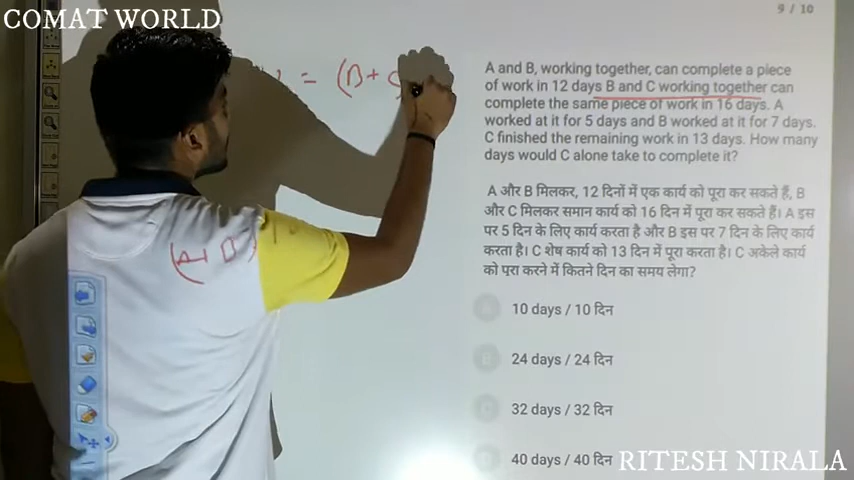 COMAT WORLD
9 / 10
= (B+ C
(A B)
A and B, working together, can complete a piece
of work in 12 days B and C working together can
complete the same piece of work in 16 days. A
worked at it for 5 days and B worked at it for 7 days.
C finished the remaining work in 13 days. How many
days would C alone take to complete it?
A और B मिलकर, 12 दिनों में एक कार्य को पूरा कर सकते हैं, B
और C मिलकर समान कार्य को 16 दिन में पूरा कर सकते हैं। A इस
पर 5 दिन के लिए कार्य करता है और B इस पर 7 दिन के लिए कार्य
करता है। C शेष कार्य को 13 दिन में पूरा करता है। C अकेले कार्य
को पूरा करने में कितने दिन का समय लेगा?
A 10 days / 10 दिन
B 24 days / 24 दिन
C 32 days / 32 दिन
D 40 days / 40 दिन
RITESH NIRALA